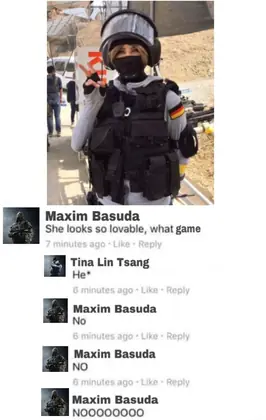 Maxim Basuda
She looks so lovable, what game
7 minutes ago · Like · Reply
Tina Lin Tsang
He*
6 minutes ago · Like · Reply
Maxim Basuda
No
6 minutes ago · Like · Reply
Maxim Basuda
NO
6 minutes ago · Like · Reply
Maxim Basuda
NOOOOOOOO